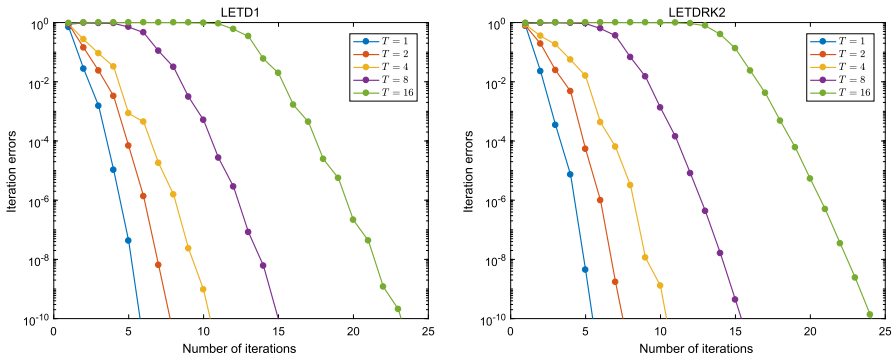 LETD1
10^0
10^-2
10^-4
10^-6
10^-8
10^-10
Iteration errors
0
5
10
15
20
25
Number of iterations
T = 1
T = 2
T = 4
T = 8
T = 16
LETDRK2
10^0
10^-2
10^-4
10^-6
10^-8
10^-10
Iteration errors
0
5
10
15
20
25
Number of iterations
T = 1
T = 2
T = 4
T = 8
T = 16